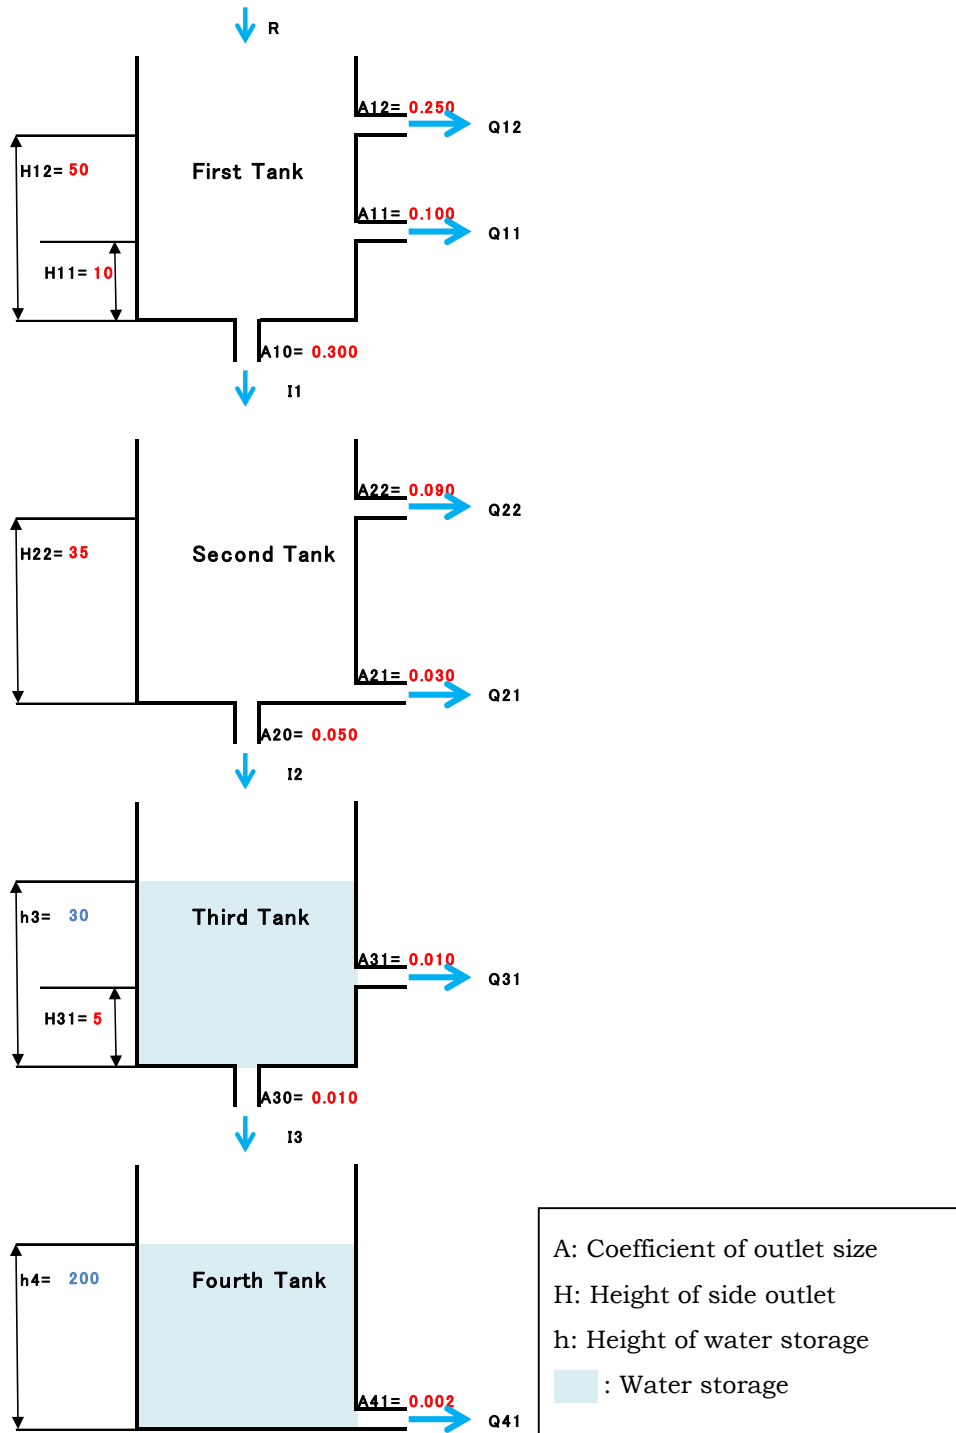 R
A12= 0.250
Q12
H12= 50
First Tank
A11= 0.100
Q11
H11= 10
A10= 0.300
I1
A22= 0.090
Q22
H22= 35
Second Tank
A21= 0.030
Q21
A20= 0.050
I2
h3= 30
Third Tank
A31= 0.010
Q31
H31= 5
A30= 0.010
I3
h4= 200
Fourth Tank
A41= 0.002
Q41
A: Coefficient of outlet size
H: Height of side outlet
h: Height of water storage
: Water storage